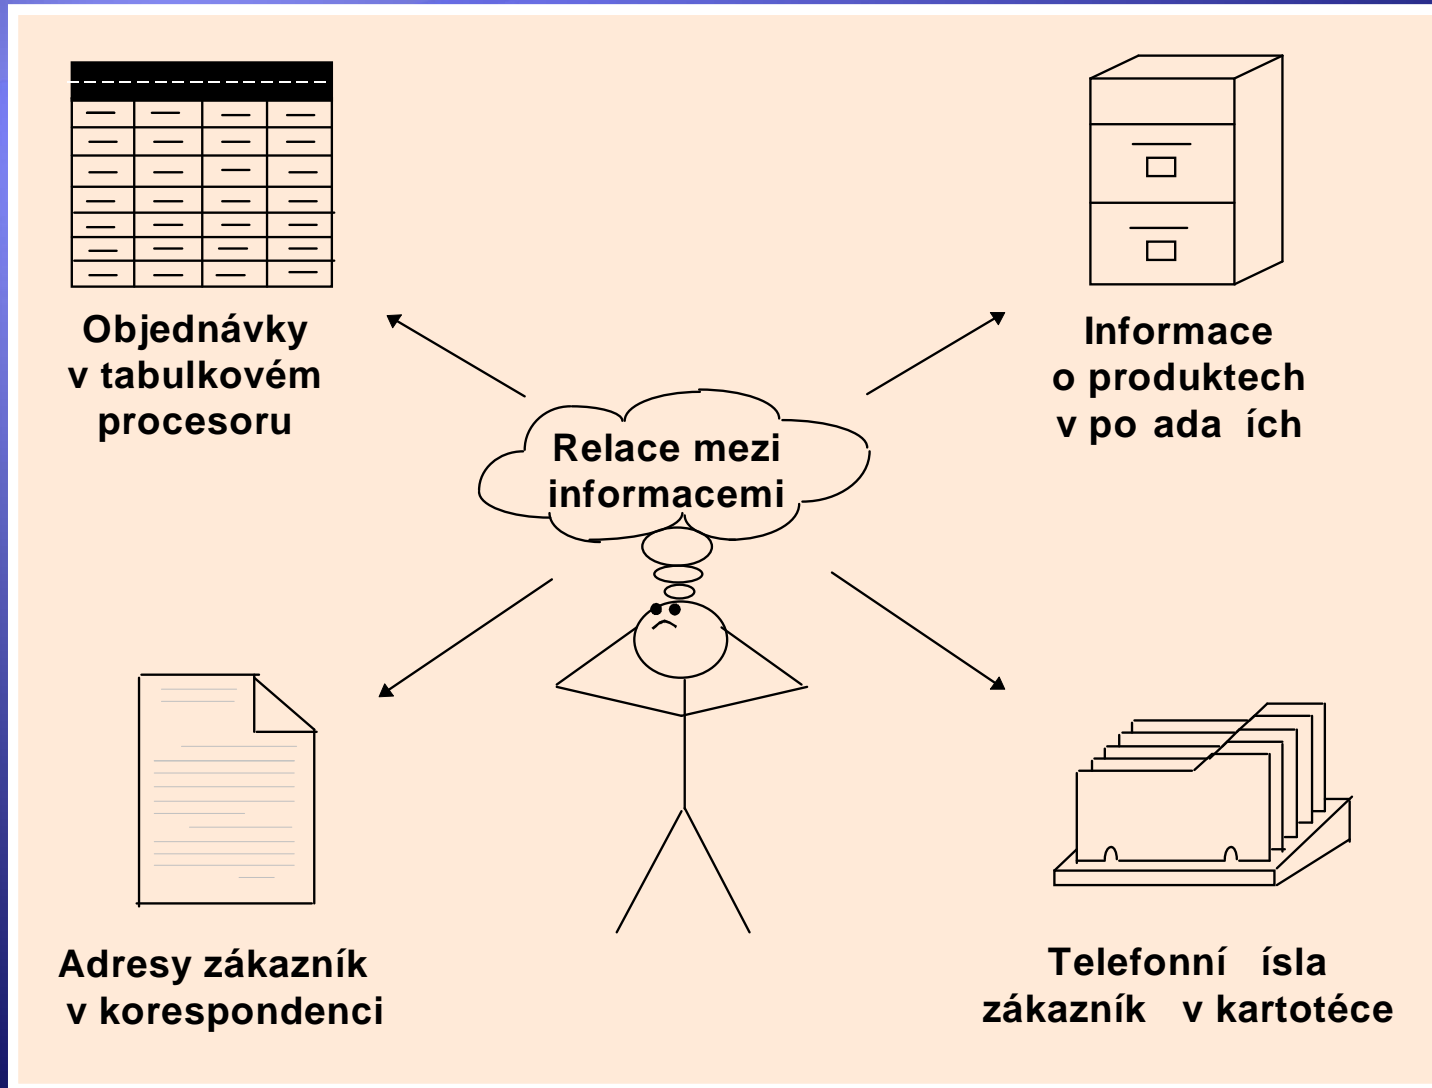 Objednávky
v tabulkovém
procesoru
Informace
o produktech
v po ada ích
Relace mezi
informacemi
Adresy zákazník
v korespondenci
Telefonní ísla
zákazník v kartotéce